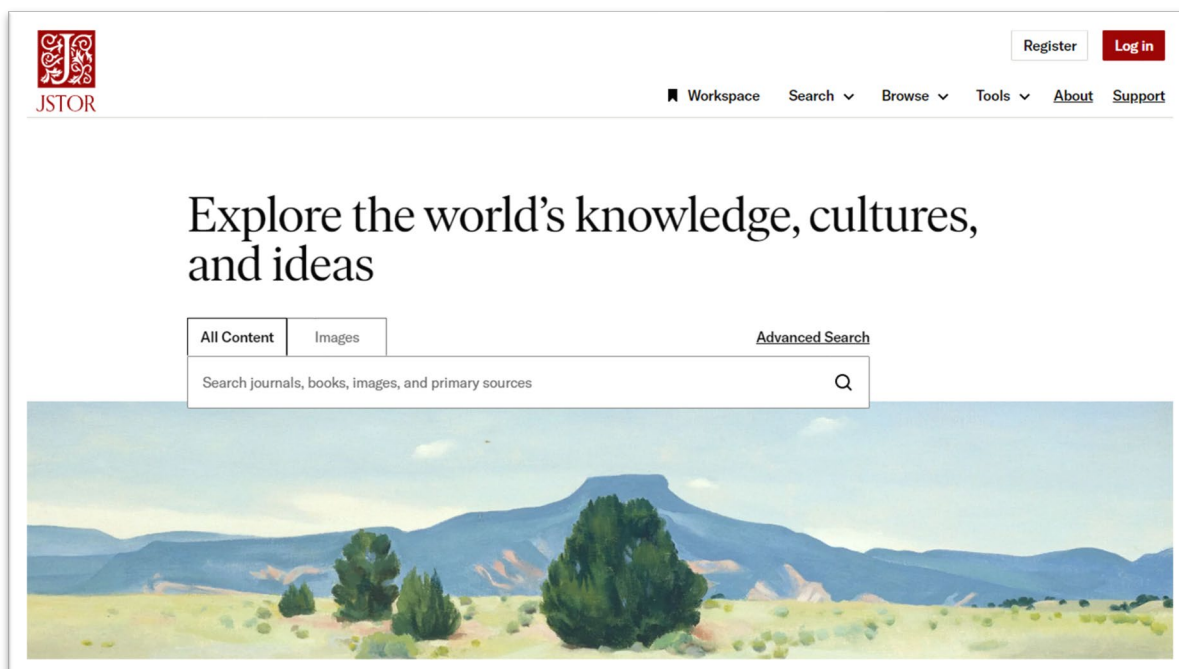 JSTOR
Register
Log in
Workspace
Search
Browse
Tools
About
Support
Explore the world’s knowledge, cultures,
and ideas
All Content
Images
Advanced Search
Search journals, books, images, and primary sources